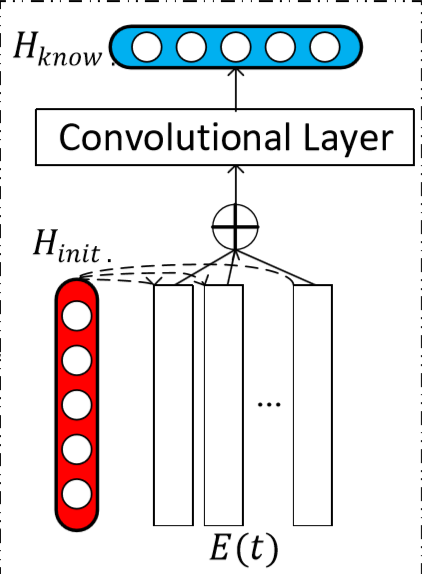 H_know.
Convolutional Layer
H_init.
...
E(t)